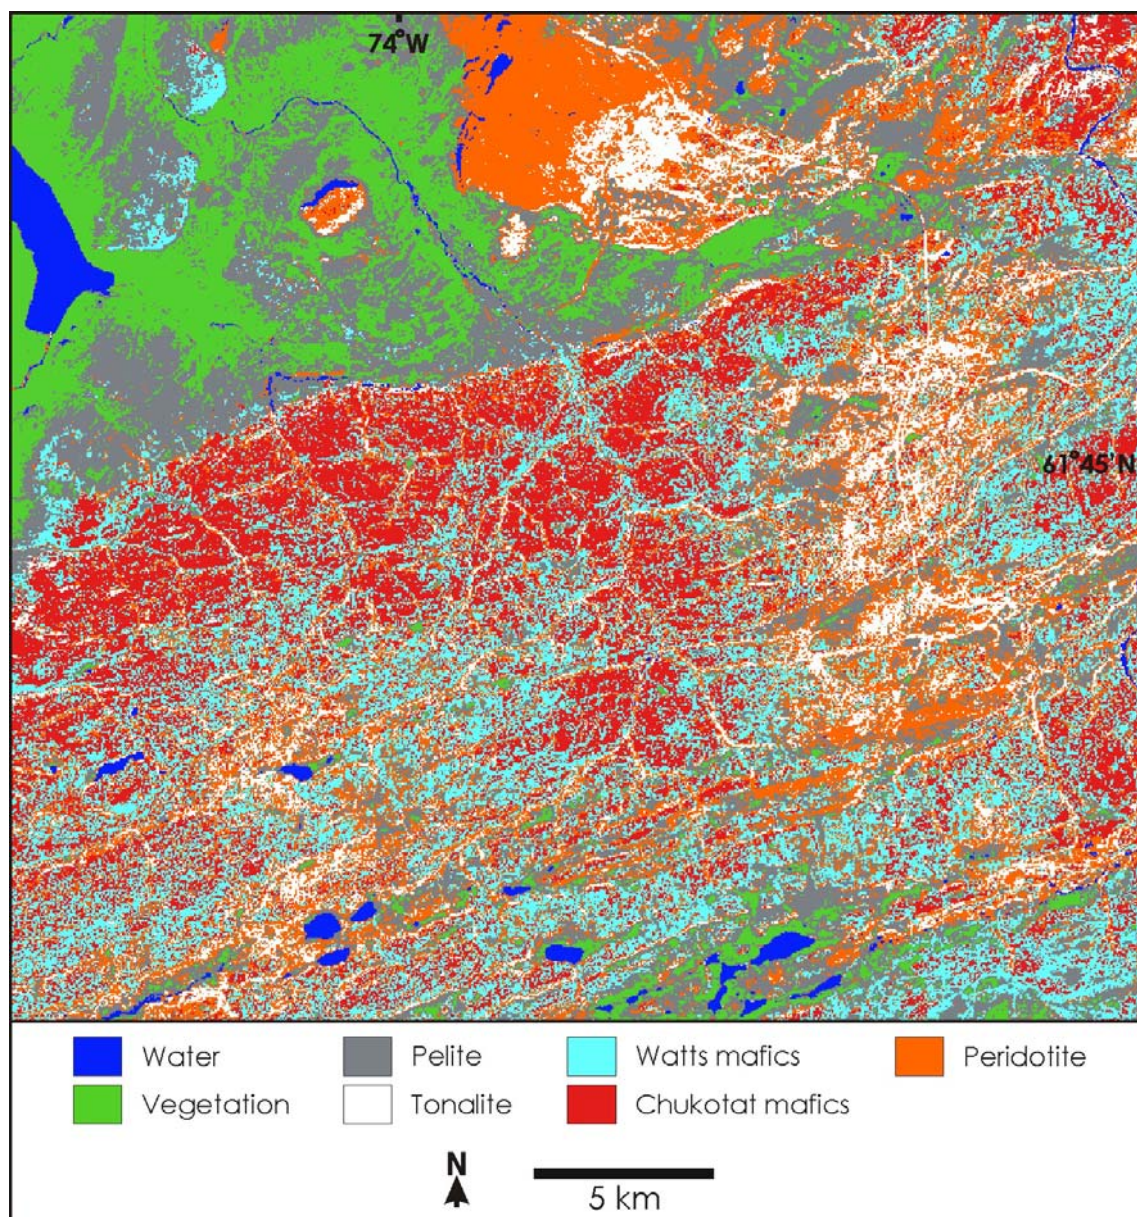 74°W
61°45'N
Water
Pelite
Watts mafics
Peridotite
Vegetation
Tonalite
Chukotat mafics
N
5 km